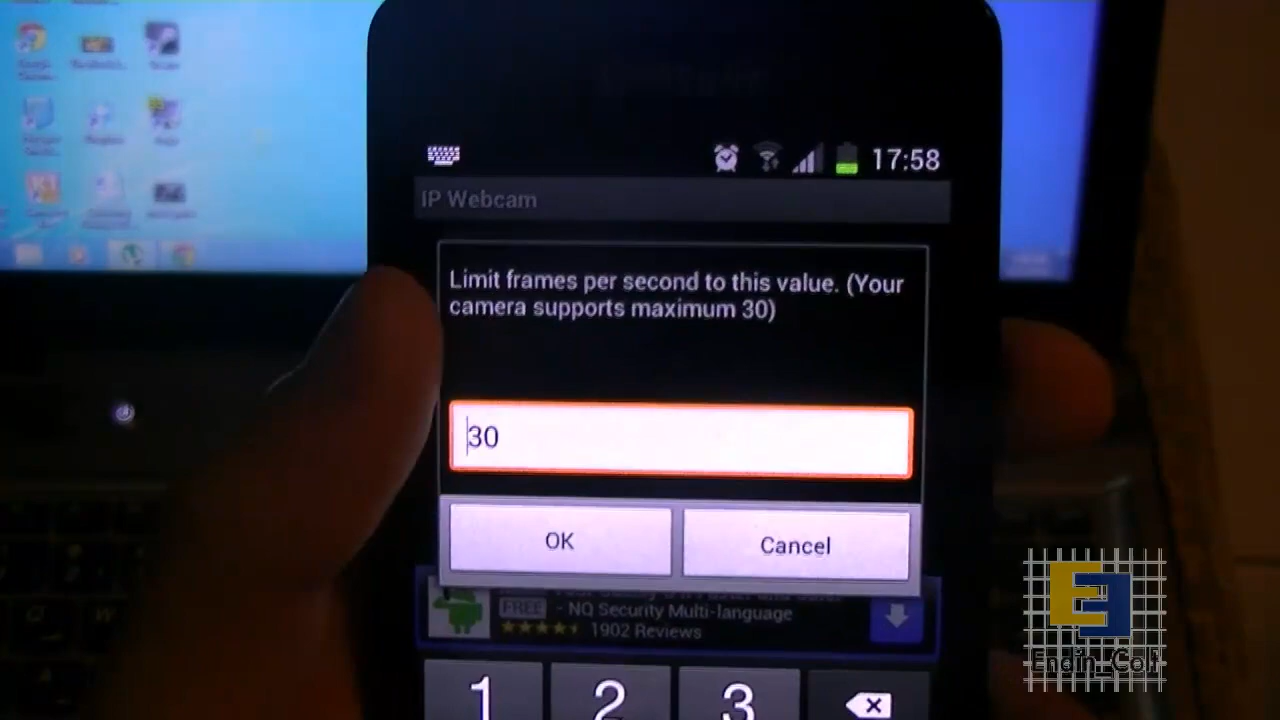 17:58
IP Webcam
Limit frames per second to this value. (Your
camera supports maximum 30)
30
OK
Cancel
FREE
- NQ Security Multi-language
1902 Reviews
1
2
3
Engin_Colf